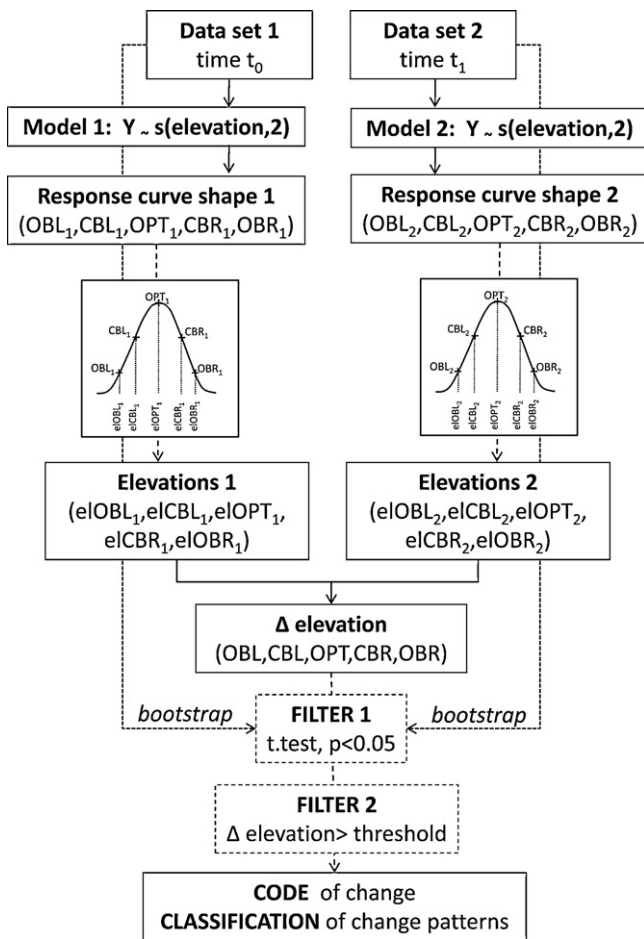 Data set 1
time t₀
Data set 2
time t₁
Model 1: Y ~ s(elevation,2)
Model 2: Y ~ s(elevation,2)
Response curve shape 1
(OBL₁,CBL₁,OPT₁,CBR₁,OBR₁)
Response curve shape 2
(OBL₂,CBL₂,OPT₂,CBR₂,OBR₂)
OPT₁
CBL₁
CBR₁
OBL₁
OBR₁
elOBL₁
elCBL₁
elOPT₁
elCBR₁
elOBR₁
OPT₂
CBL₂
CBR₂
OBL₂
OBR₂
elOBL₂
elCBL₂
elOPT₂
elCBR₂
elOBR₂
Elevations 1
(elOBL₁,elCBL₁,elOPT₁,
elCBR₁,elOBR₁)
Elevations 2
(elOBL₂,elCBL₂,elOPT₂,
elCBR₂,elOBR₂)
Δ elevation
(OBL,CBL,OPT,CBR,OBR)
bootstrap
FILTER 1
t.test, p<0.05
bootstrap
FILTER 2
Δ elevation> threshold
CODE of change
CLASSIFICATION of change patterns